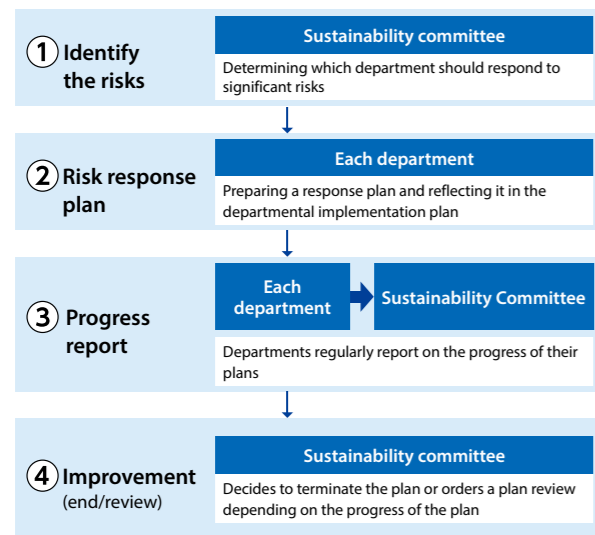 ① Identify
the risks
Sustainability committee
Determining which department should respond to
significant risks
② Risk response
plan
Each department
Preparing a response plan and reflecting it in the
departmental implementation plan
③ Progress
report
Each
department
Sustainability Committee
Departments regularly report on the progress of their
plans
④ Improvement
(end/review)
Sustainability committee
Decides to terminate the plan or orders a plan review
depending on the progress of the plan